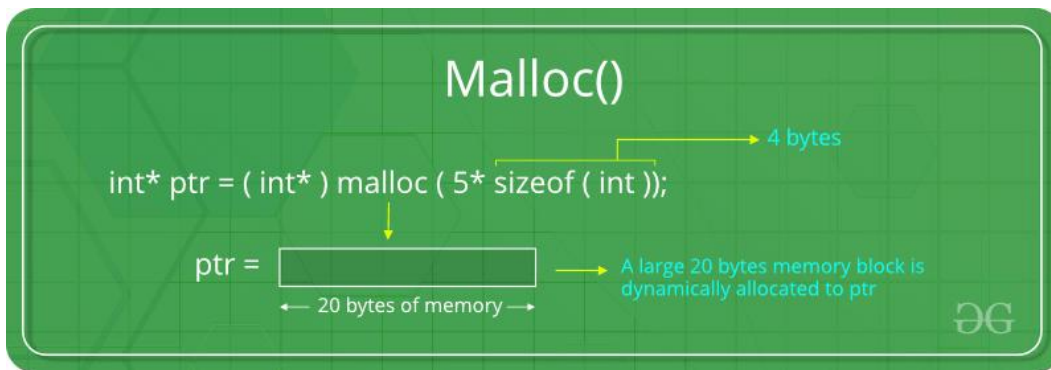 Malloc()
4 bytes
int* ptr = ( int* ) malloc ( 5* sizeof ( int ));
ptr =
A large 20 bytes memory block is
dynamically allocated to ptr
20 bytes of memory